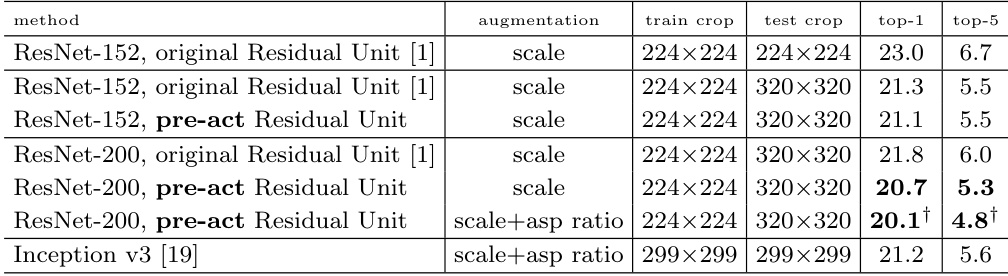 method augmentation train crop test crop top-1 top-5
ResNet-152, original Residual Unit [1] scale 224×224 224×224 23.0 6.7
ResNet-152, original Residual Unit [1] scale 224×224 320×320 21.3 5.5
ResNet-152, pre-act Residual Unit scale 224×224 320×320 21.1 5.5
ResNet-200, original Residual Unit [1] scale 224×224 320×320 21.8 6.0
ResNet-200, pre-act Residual Unit scale 224×224 320×320 20.7 5.3
ResNet-200, pre-act Residual Unit scale+asp ratio 224×224 320×320 20.1† 4.8†
Inception v3 [19] scale+asp ratio 299×299 299×299 21.2 5.6